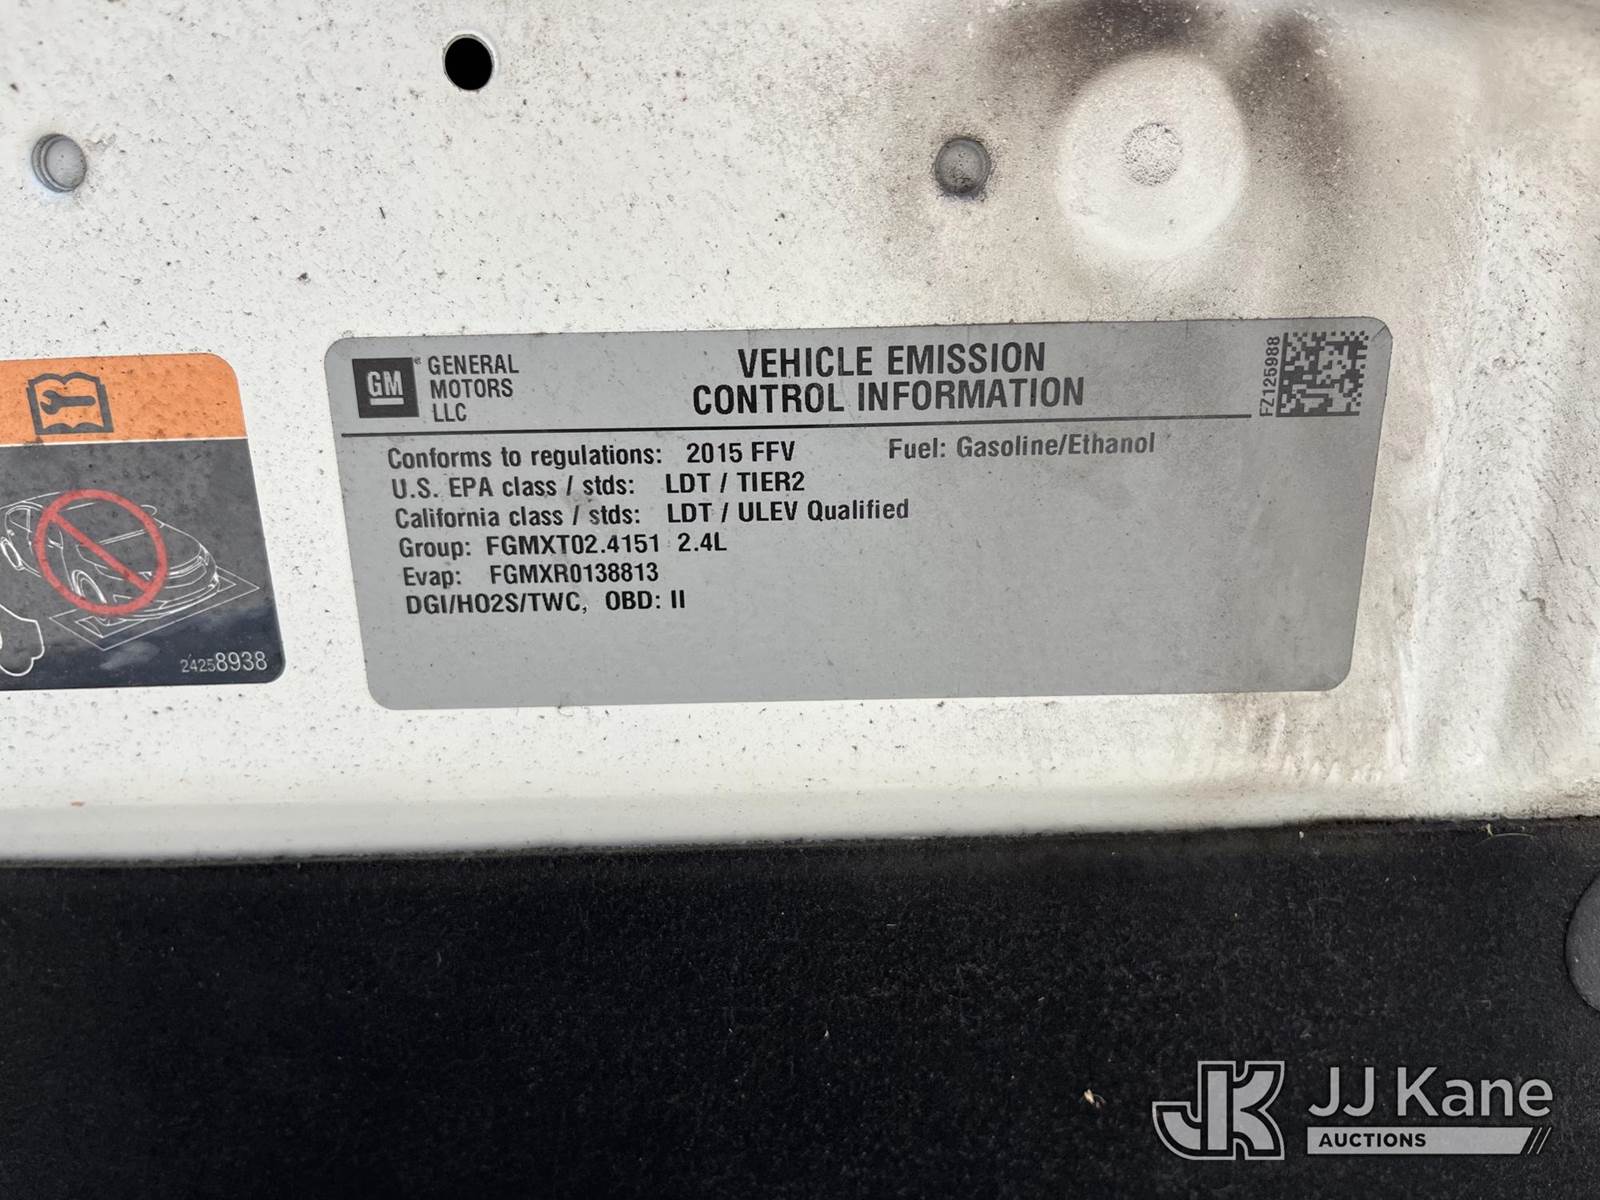 GM GENERAL
MOTORS
LLC
VEHICLE EMISSION
CONTROL INFORMATION
FZ125988
Conforms to regulations: 2015 FFV Fuel: Gasoline/Ethanol
U.S. EPA class / stds: LDT / TIER2
California class / stds: LDT / ULEV Qualified
Group: FGMXT02.4151 2.4L
Evap: FGMXR0138813
DGI/HO2S/TWC, OBD: II
24258938
JK JJ Kane
AUCTIONS